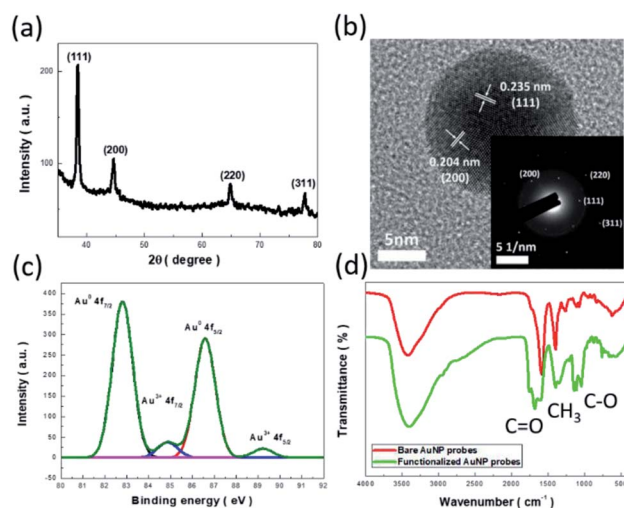 (a)
(111)
(200)
(220)
(311)
200
100
Intensity ( a.u. )
40 50 60 70 80
2θ ( degree )
(b)
0.235 nm
(111)
0.204 nm
(200)
5nm
(200)
(220)
(111)
(311)
5 1/nm
(c)
Au⁰ 4f7/2
Au⁰ 4f5/2
Au³⁺ 4f7/2
Au³⁺ 4f5/2
400
350
300
250
200
150
100
50
0
Intensity ( a.u. )
80 81 82 83 84 85 86 87 88 89 90 91 92
Binding energy ( eV )
(d)
Transmittance ( % )
C=O
CH3
C-O
Bare AuNP probes
Functionalized AuNP probes
4000 3500 3000 2500 2000 1500 1000 500 0
Wavenumber ( cm⁻¹ )